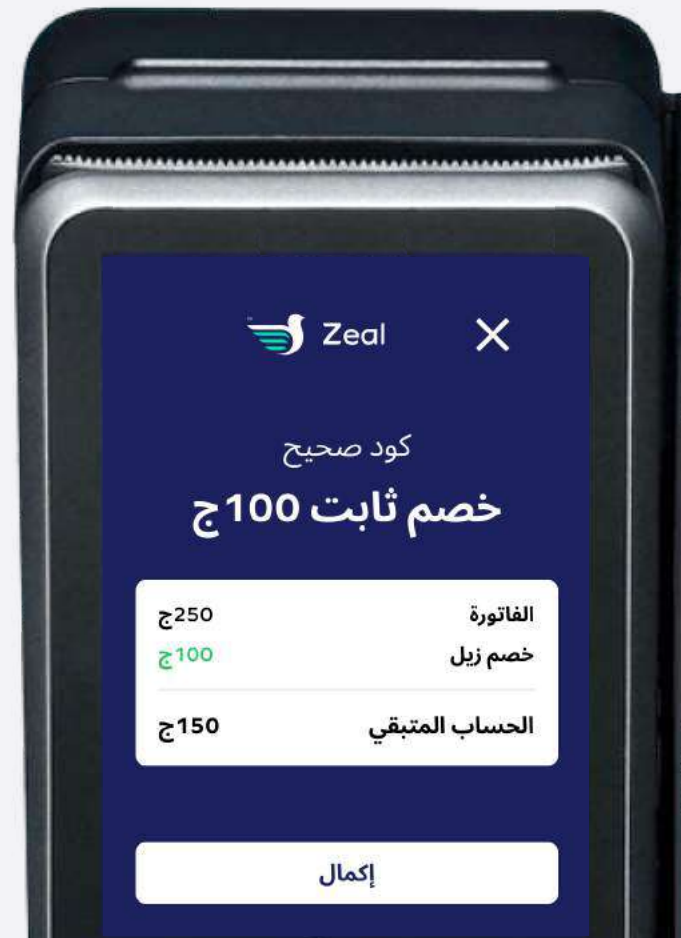 Zeal
كود صحيح
خصم ثابت 100ج
الفاتورة 250ج
خصم زيل 100ج
الحساب المتبقي 150ج
إكمال